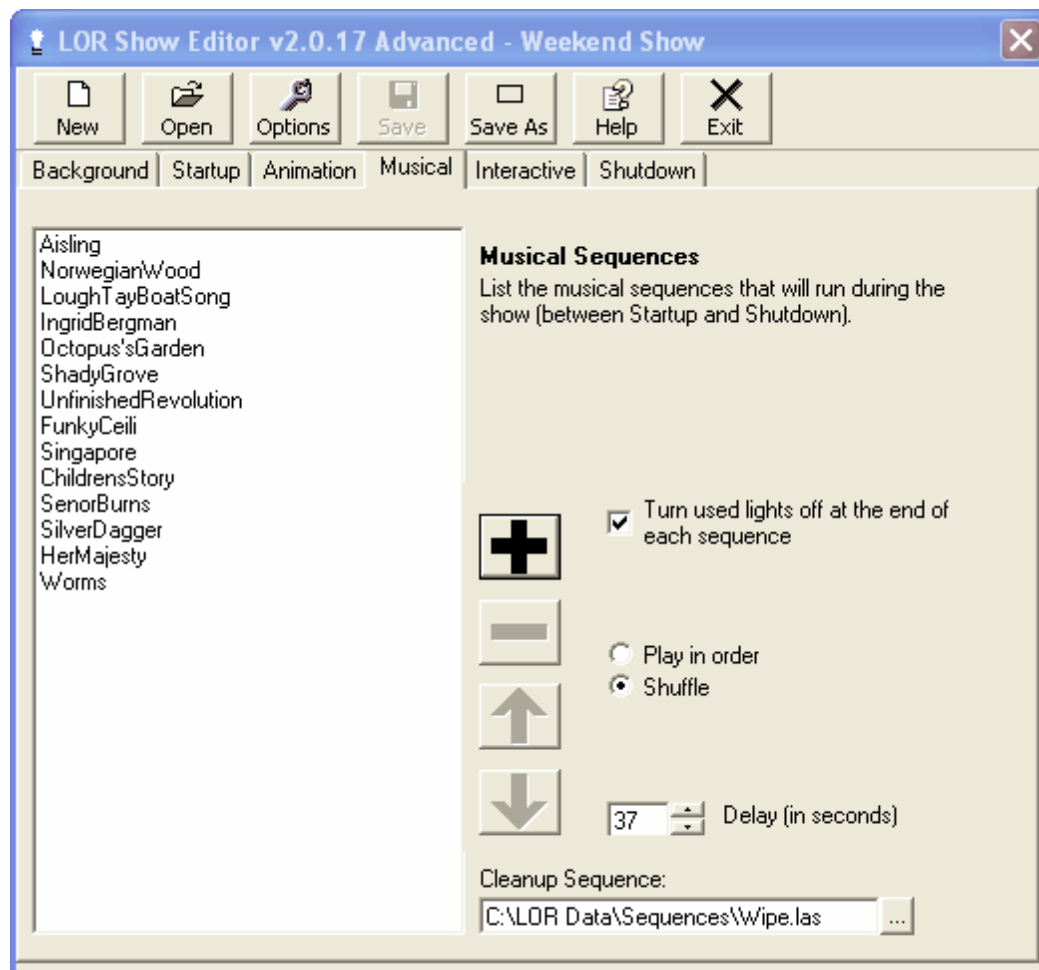 LOR Show Editor v2.0.17 Advanced - Weekend Show
New Open Options Save Save As Help Exit
Background Startup Animation Musical Interactive Shutdown
Aisling
NorwegianWood
LoughTayBoatSong
IngridBergman
Octopus'sGarden
ShadyGrove
UnfinishedRevolution
FunkyCeili
Singapore
ChildrensStory
SenorBurns
SilverDagger
HerMajesty
Worms
Musical Sequences
List the musical sequences that will run during the
show (between Startup and Shutdown).
Turn used lights off at the end of
each sequence
Play in order
Shuffle
37 Delay (in seconds)
Cleanup Sequence:
C:\LOR Data\Sequences\Wipe.las ...